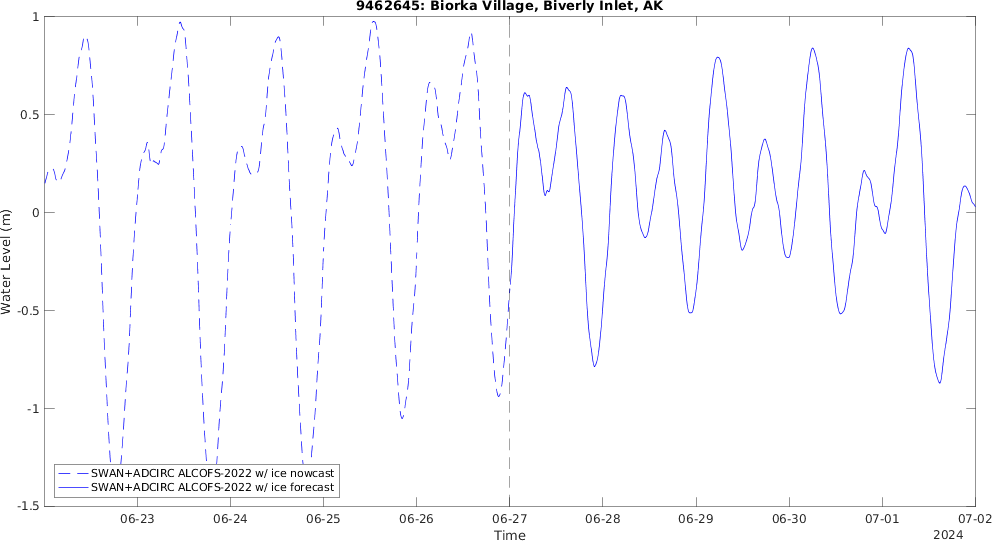 9462645: Biorka Village, Biverly Inlet, AK
1
0.5
0
-0.5
-1
-1.5
Water Level (m)
SWAN+ADCIRC ALCOFS-2022 w/ ice nowcast
SWAN+ADCIRC ALCOFS-2022 w/ ice forecast
06-23 06-24 06-25 06-26 06-27 06-28 06-29 06-30 07-01 07-02
Time
2024